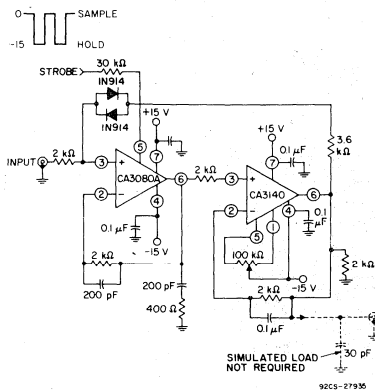 0 SAMPLE
-15 HOLD
STROBE
30 kΩ
1N914
1N914
+15 V
+15 V
0.1 μF
3.6
kΩ
INPUT
2 kΩ
3
+
5
7
CA3080A
6
2 kΩ
3
+
7
CA3140
6
2
-
4
2
-
5
1
4
0.1
μF
0.1 μF
-15 V
100 kΩ
-15 V
2 kΩ
2 kΩ
200 pF
200 pF
400 Ω
2 kΩ
0.1 μF
SIMULATED LOAD
NOT REQUIRED
30 pF
92CS-27935